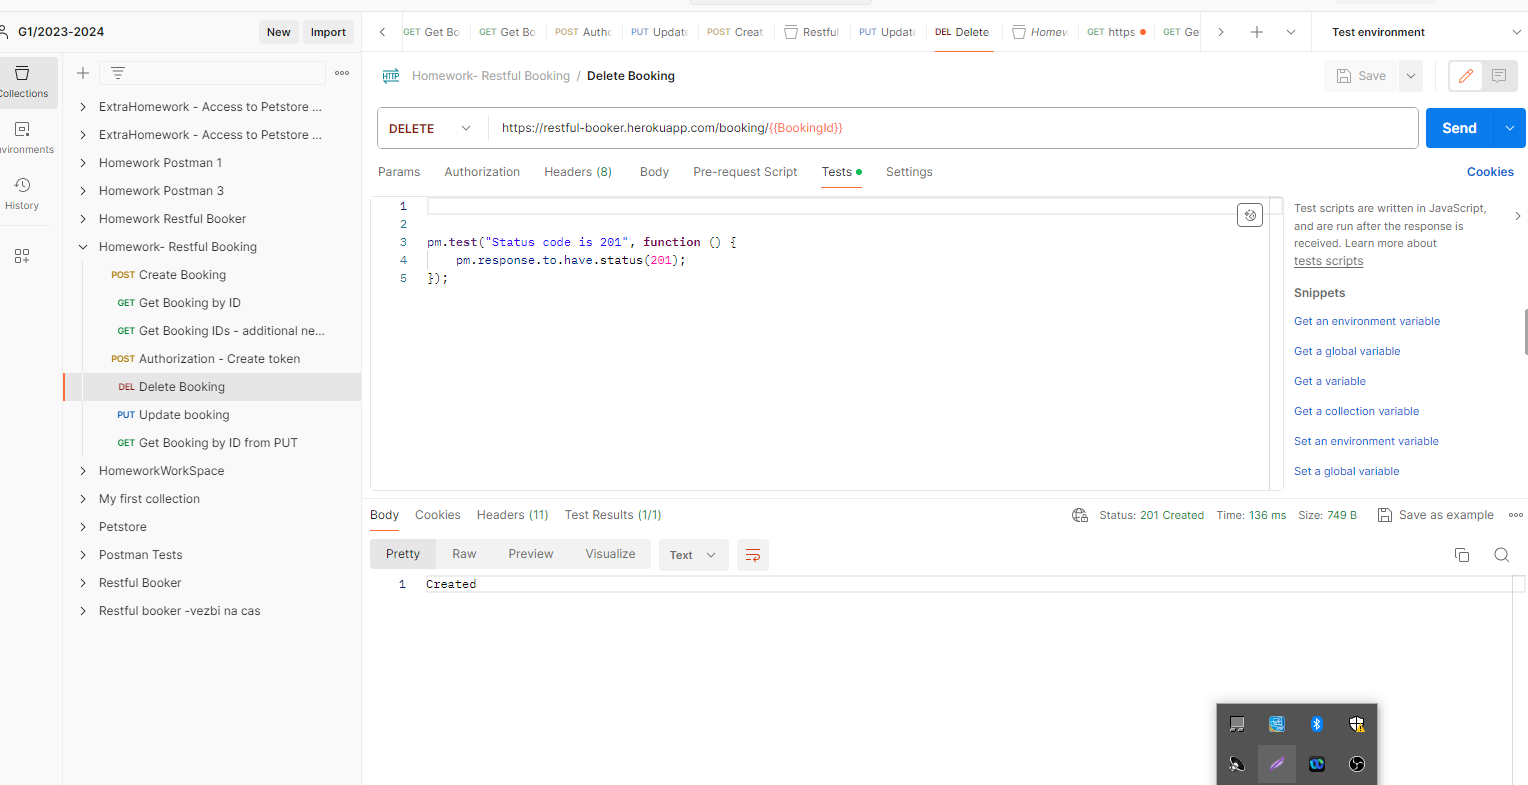 G1/2023-2024
New
Import
GET Get Bo
GET Get Bo
POST Autho
PUT Update
POST Creat
Restful
PUT Update
DEL Delete
Homew
GET https
GET Ge
Test environment
Collections
vironments
History
ExtraHomework - Access to Petstore ...
ExtraHomework - Access to Petstore ...
Homework Postman 1
Homework Postman 3
Homework Restful Booker
Homework- Restful Booking
POST Create Booking
GET Get Booking by ID
GET Get Booking IDs - additional ne...
POST Authorization - Create token
DEL Delete Booking
PUT Update booking
GET Get Booking by ID from PUT
HomeworkWorkSpace
My first collection
Petstore
Postman Tests
Restful Booker
Restful booker -vezbi na cas
HTTP Homework- Restful Booking / Delete Booking
Save
DELETE
https://restful-booker.herokuapp.com/booking/{{BookingId}}
Send
Params Authorization Headers (8) Body Pre-request Script Tests Settings
Cookies
1
2
3 pm.test("Status code is 201", function () {
4 pm.response.to.have.status(201);
5 });
Test scripts are written in JavaScript,
and are run after the response is
received. Learn more about
tests scripts
Snippets
Get an environment variable
Get a global variable
Get a variable
Get a collection variable
Set an environment variable
Set a global variable
Body Cookies Headers (11) Test Results (1/1)
Status: 201 Created Time: 136 ms Size: 749 B
Save as example
Pretty Raw Preview Visualize Text
1 Created